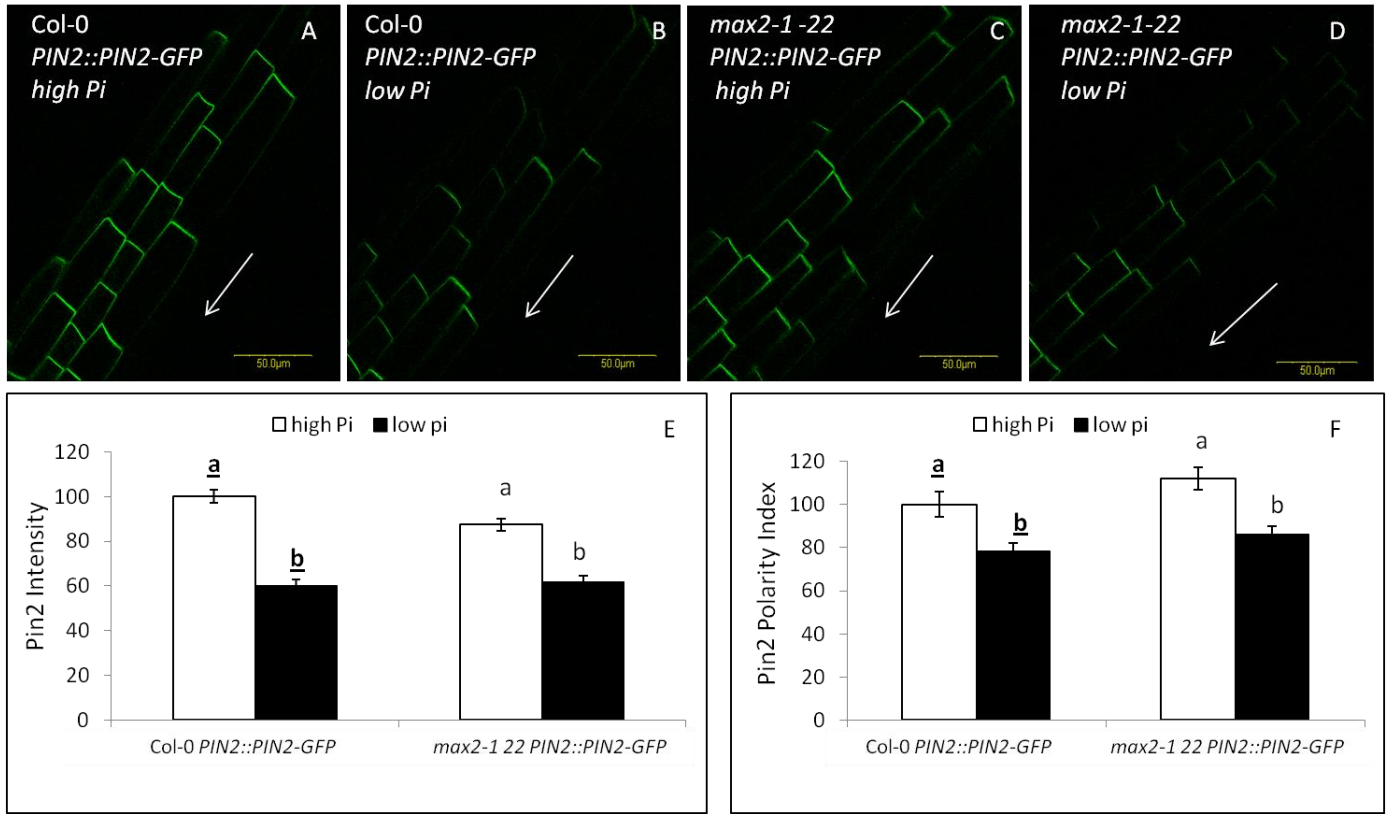 Col-0
PIN2::PIN2-GFP
high Pi
A
50.0µm
Col-0
PIN2::PIN2-GFP
low Pi
B
50.0µm
max2-1 -22
PIN2::PIN2-GFP
high Pi
C
50.0µm
max2-1-22
PIN2::PIN2-GFP
low Pi
D
50.0µm
high Pi low pi
E
Pin2 Intensity
120
100
80
60
40
20
0
a
b
a
b
Col-0 PIN2::PIN2-GFP
max2-1 22 PIN2::PIN2-GFP
high Pi low pi
F
Pin2 Polarity Index
120
100
80
60
40
20
0
a
b
a
b
Col-0 PIN2::PIN2-GFP
max2-1 22 PIN2::PIN2-GFP